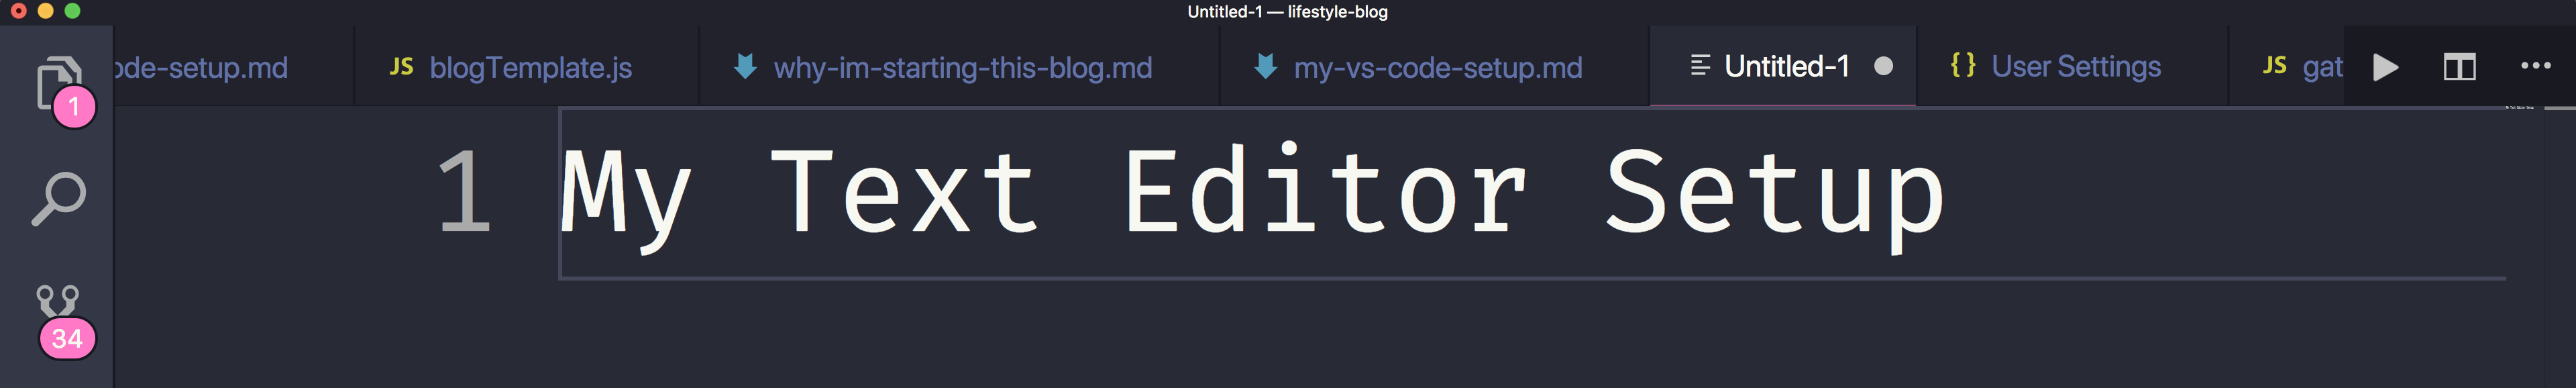 Untitled-1 — lifestyle-blog
ode-setup.md
JS blogTemplate.js
why-im-starting-this-blog.md
my-vs-code-setup.md
Untitled-1
{ } User Settings
JS gat
1
34
1 My Text Editor Setup